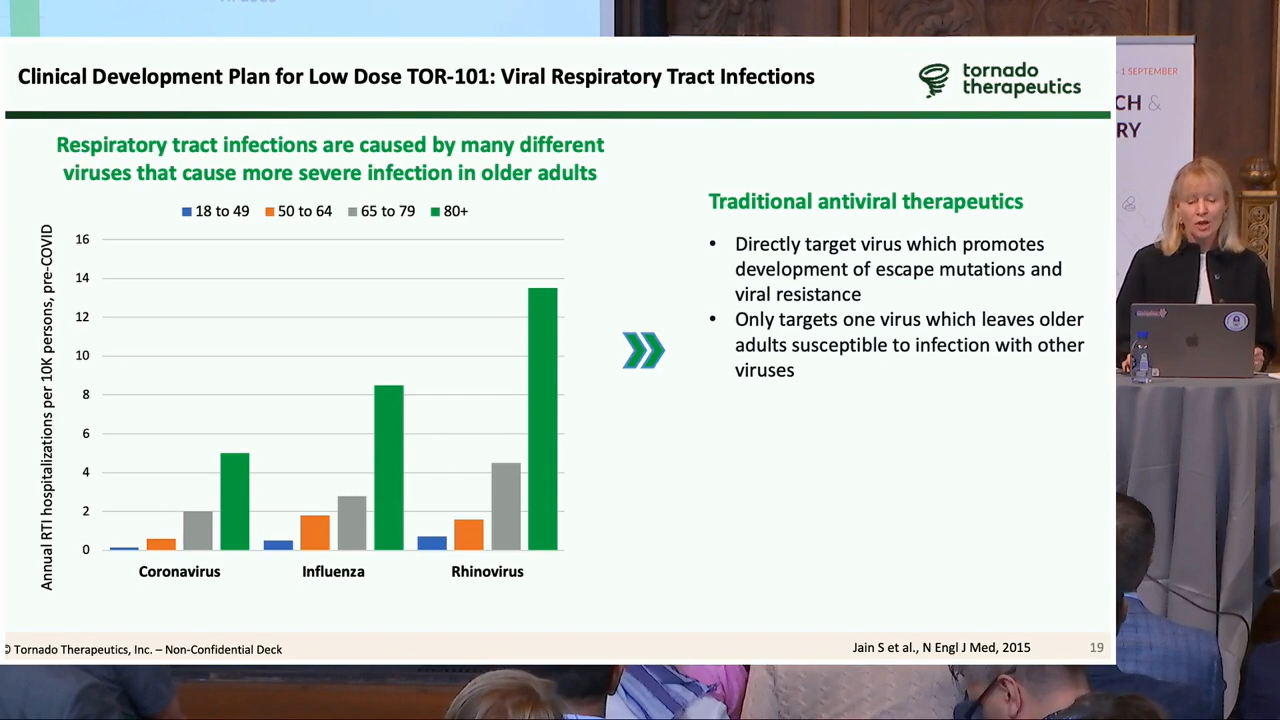 Viruses
Clinical Development Plan for Low Dose TOR-101: Viral Respiratory Tract Infections
tornado
therapeutics
Respiratory tract infections are caused by many different
viruses that cause more severe infection in older adults
18 to 49
50 to 64
65 to 79
80+
Annual RTI hospitalizations per 10K persons, pre-COVID
16
14
12
10
8
6
4
2
0
Coronavirus
Influenza
Rhinovirus
Traditional antiviral therapeutics
• Directly target virus which promotes
development of escape mutations and
viral resistance
• Only targets one virus which leaves older
adults susceptible to infection with other
viruses
© Tornado Therapeutics, Inc. – Non-Confidential Deck
Jain S et al., N Engl J Med, 2015
19
1 SEPTEMBER
CH &
RY